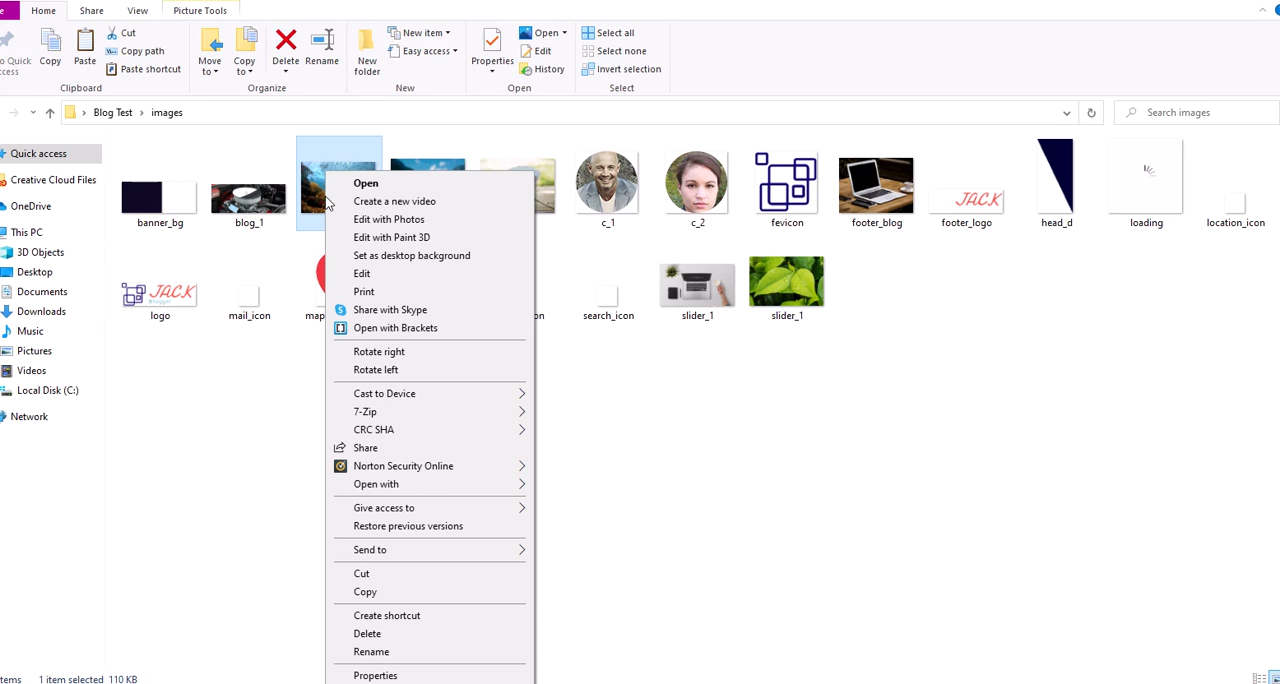 e Home Share View Picture Tools
o Quick
ccess
Copy
Paste
Cut
Copy path
Paste shortcut
Clipboard
Move
to
Copy
to
Delete
Rename
Organize
New
folder
New item
Easy access
New
Properties
Open
Edit
History
Open
Select all
Select none
Invert selection
Select
Blog Test › images
Search images
Quick access
Creative Cloud Files
OneDrive
This PC
3D Objects
Desktop
Documents
Downloads
Music
Pictures
Videos
Local Disk (C:)
Network
banner_bg
blog_1
c_1
c_2
fevicon
footer_blog
JACK
footer_logo
head_d
loading
location_icon
JACK
logo
mail_icon
map
on
search_icon
slider_1
slider_1
Open
Create a new video
Edit with Photos
Edit with Paint 3D
Set as desktop background
Edit
Print
Share with Skype
Open with Brackets
Rotate right
Rotate left
Cast to Device
7-Zip
CRC SHA
Share
Norton Security Online
Open with
Give access to
Restore previous versions
Send to
Cut
Copy
Create shortcut
Delete
Rename
Properties
tems 1 item selected 110 KB